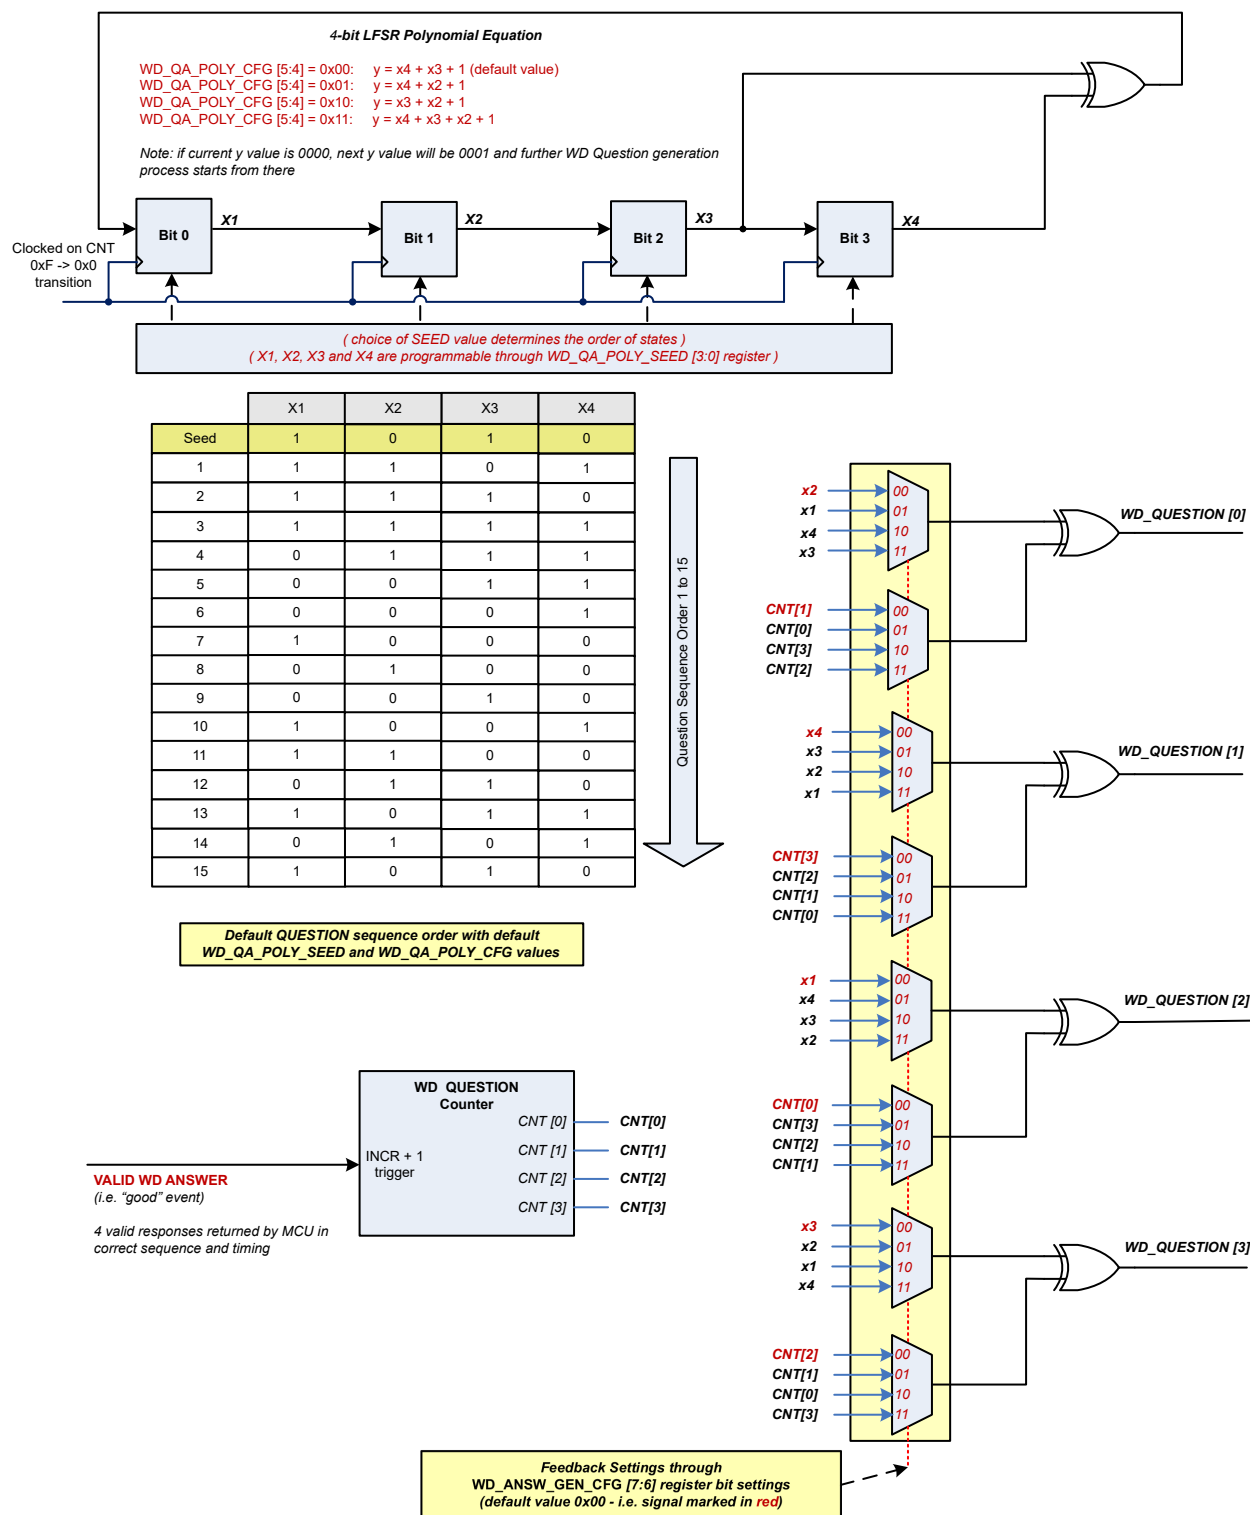 4-bit LFSR Polynomial Equation
WD_QA_POLY_CFG [5:4] = 0x00: y = x4 + x3 + 1 (default value)
WD_QA_POLY_CFG [5:4] = 0x01: y = x4 + x2 + 1
WD_QA_POLY_CFG [5:4] = 0x10: y = x3 + x2 + 1
WD_QA_POLY_CFG [5:4] = 0x11: y = x4 + x3 + x2 + 1
Note: if current y value is 0000, next y value will be 0001 and further WD Question generation
process starts from there
Bit 0 X1 Bit 1 X2 Bit 2 X3 Bit 3 X4
Clocked on CNT
0xF -> 0x0
transition
( choice of SEED value determines the order of states )
( X1, X2, X3 and X4 are programmable through WD_QA_POLY_SEED [3:0] register )
X1 X2 X3 X4
Seed 1 0 1 0
1 1 1 0 1
2 1 1 1 0
3 1 1 1 1
4 0 1 1 1
5 0 0 1 1
6 0 0 0 1
7 1 0 0 0
8 0 1 0 0
9 0 0 1 0
10 1 0 0 1
11 1 1 0 0
12 0 1 1 0
13 1 0 1 1
14 0 1 0 1
15 1 0 1 0
Question Sequence Order 1 to 15
Default QUESTION sequence order with default
WD_QA_POLY_SEED and WD_QA_POLY_CFG values
WD_QUESTION
Counter
CNT [0] CNT[0]
CNT [1] CNT[1]
CNT [2] CNT[2]
CNT [3] CNT[3]
INCR + 1
trigger
VALID WD ANSWER
(i.e. “good” event)
4 valid responses returned by MCU in
correct sequence and timing
x2 00
x1 01
x4 10
x3 11
WD_QUESTION [0]
CNT[1] 00
CNT[0] 01
CNT[3] 10
CNT[2] 11
x4 00
x3 01
x2 10
x1 11
WD_QUESTION [1]
CNT[3] 00
CNT[2] 01
CNT[1] 10
CNT[0] 11
x1 00
x4 01
x3 10
x2 11
WD_QUESTION [2]
CNT[0] 00
CNT[3] 01
CNT[2] 10
CNT[1] 11
x3 00
x2 01
x1 10
x4 11
WD_QUESTION [3]
CNT[2] 00
CNT[1] 01
CNT[0] 10
CNT[3] 11
Feedback Settings through
WD_ANSW_GEN_CFG [7:6] register bit settings
(default value 0x00 - i.e. signal marked in red)